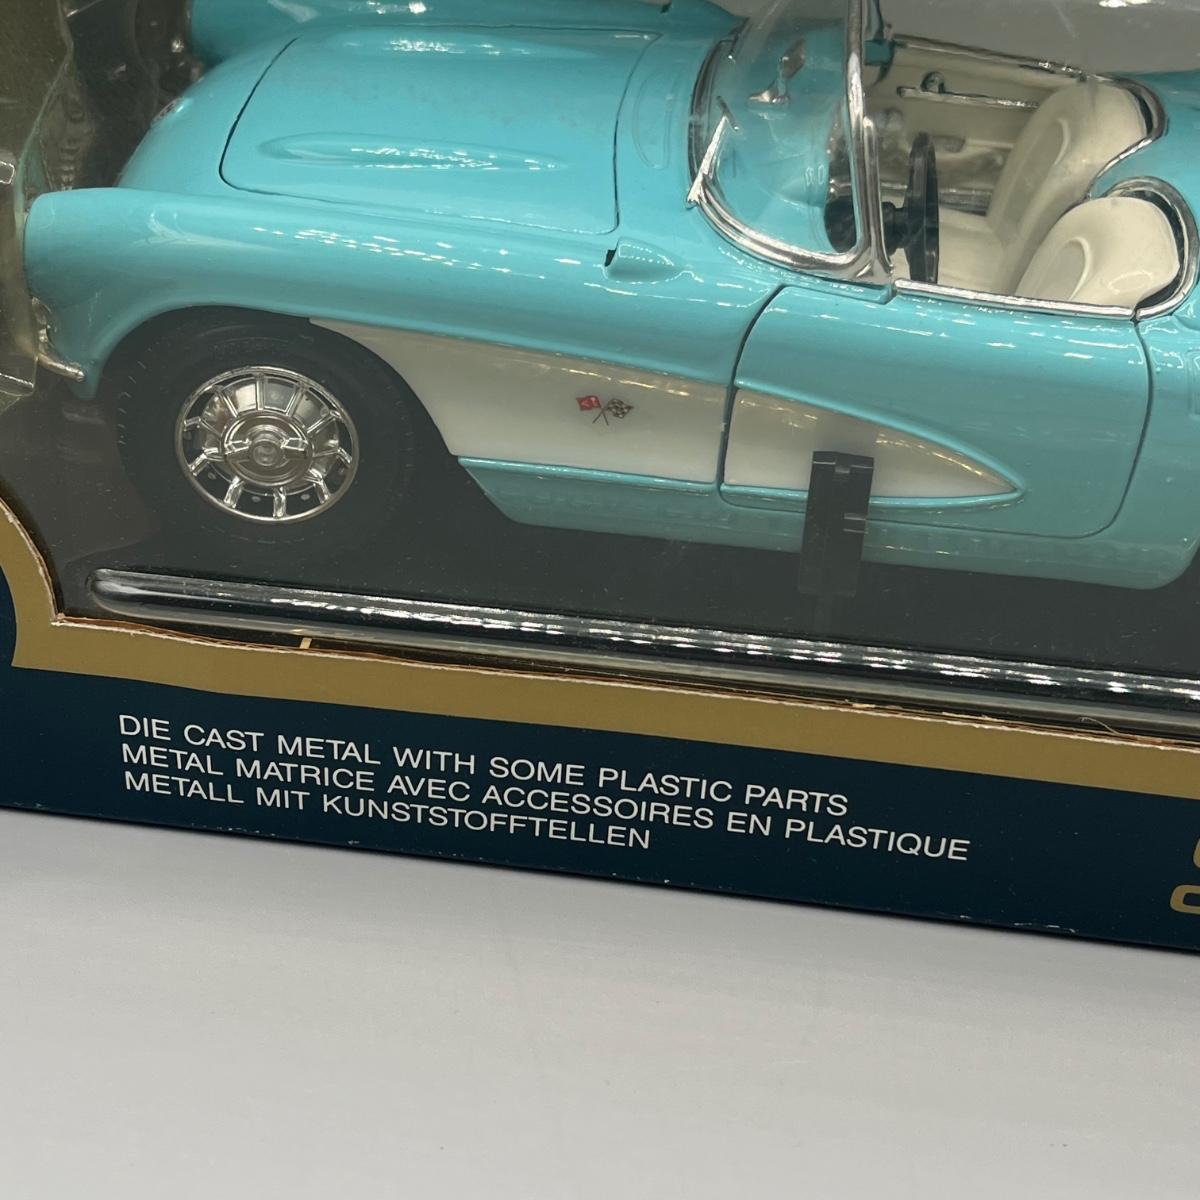 DIE CAST METAL WITH SOME PLASTIC PARTS
METAL MATRICE AVEC ACCESSOIRES EN PLASTIQUE
METALL MIT KUNSTSTOFFTELLEN